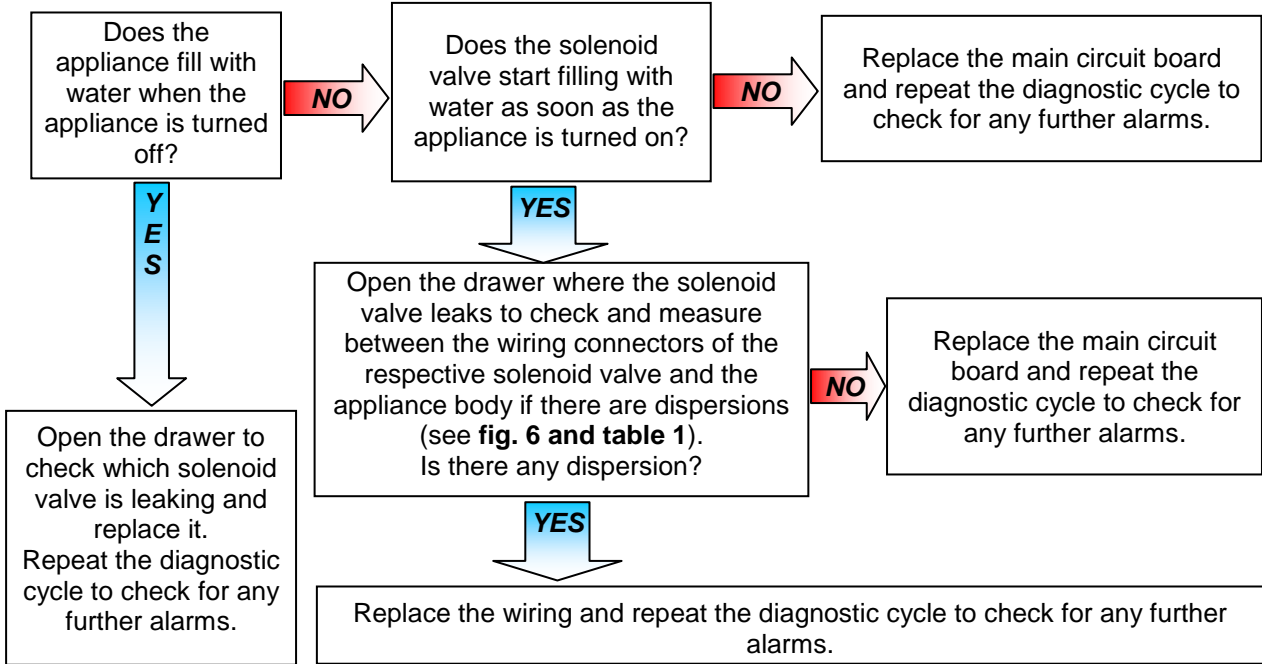 Does the
appliance fill with
water when the
appliance is turned
off?
NO
Does the solenoid
valve start filling with
water as soon as the
appliance is turned on?
NO
Replace the main circuit board
and repeat the diagnostic cycle to
check for any further alarms.
Y
E
S
YES
Open the drawer to
check which solenoid
valve is leaking and
replace it.
Repeat the diagnostic
cycle to check for any
further alarms.
Open the drawer where the solenoid
valve leaks to check and measure
between the wiring connectors of the
respective solenoid valve and the
appliance body if there are dispersions
(see fig. 6 and table 1).
Is there any dispersion?
NO
Replace the main circuit
board and repeat the
diagnostic cycle to check for
any further alarms.
YES
Replace the wiring and repeat the diagnostic cycle to check for any further
alarms.